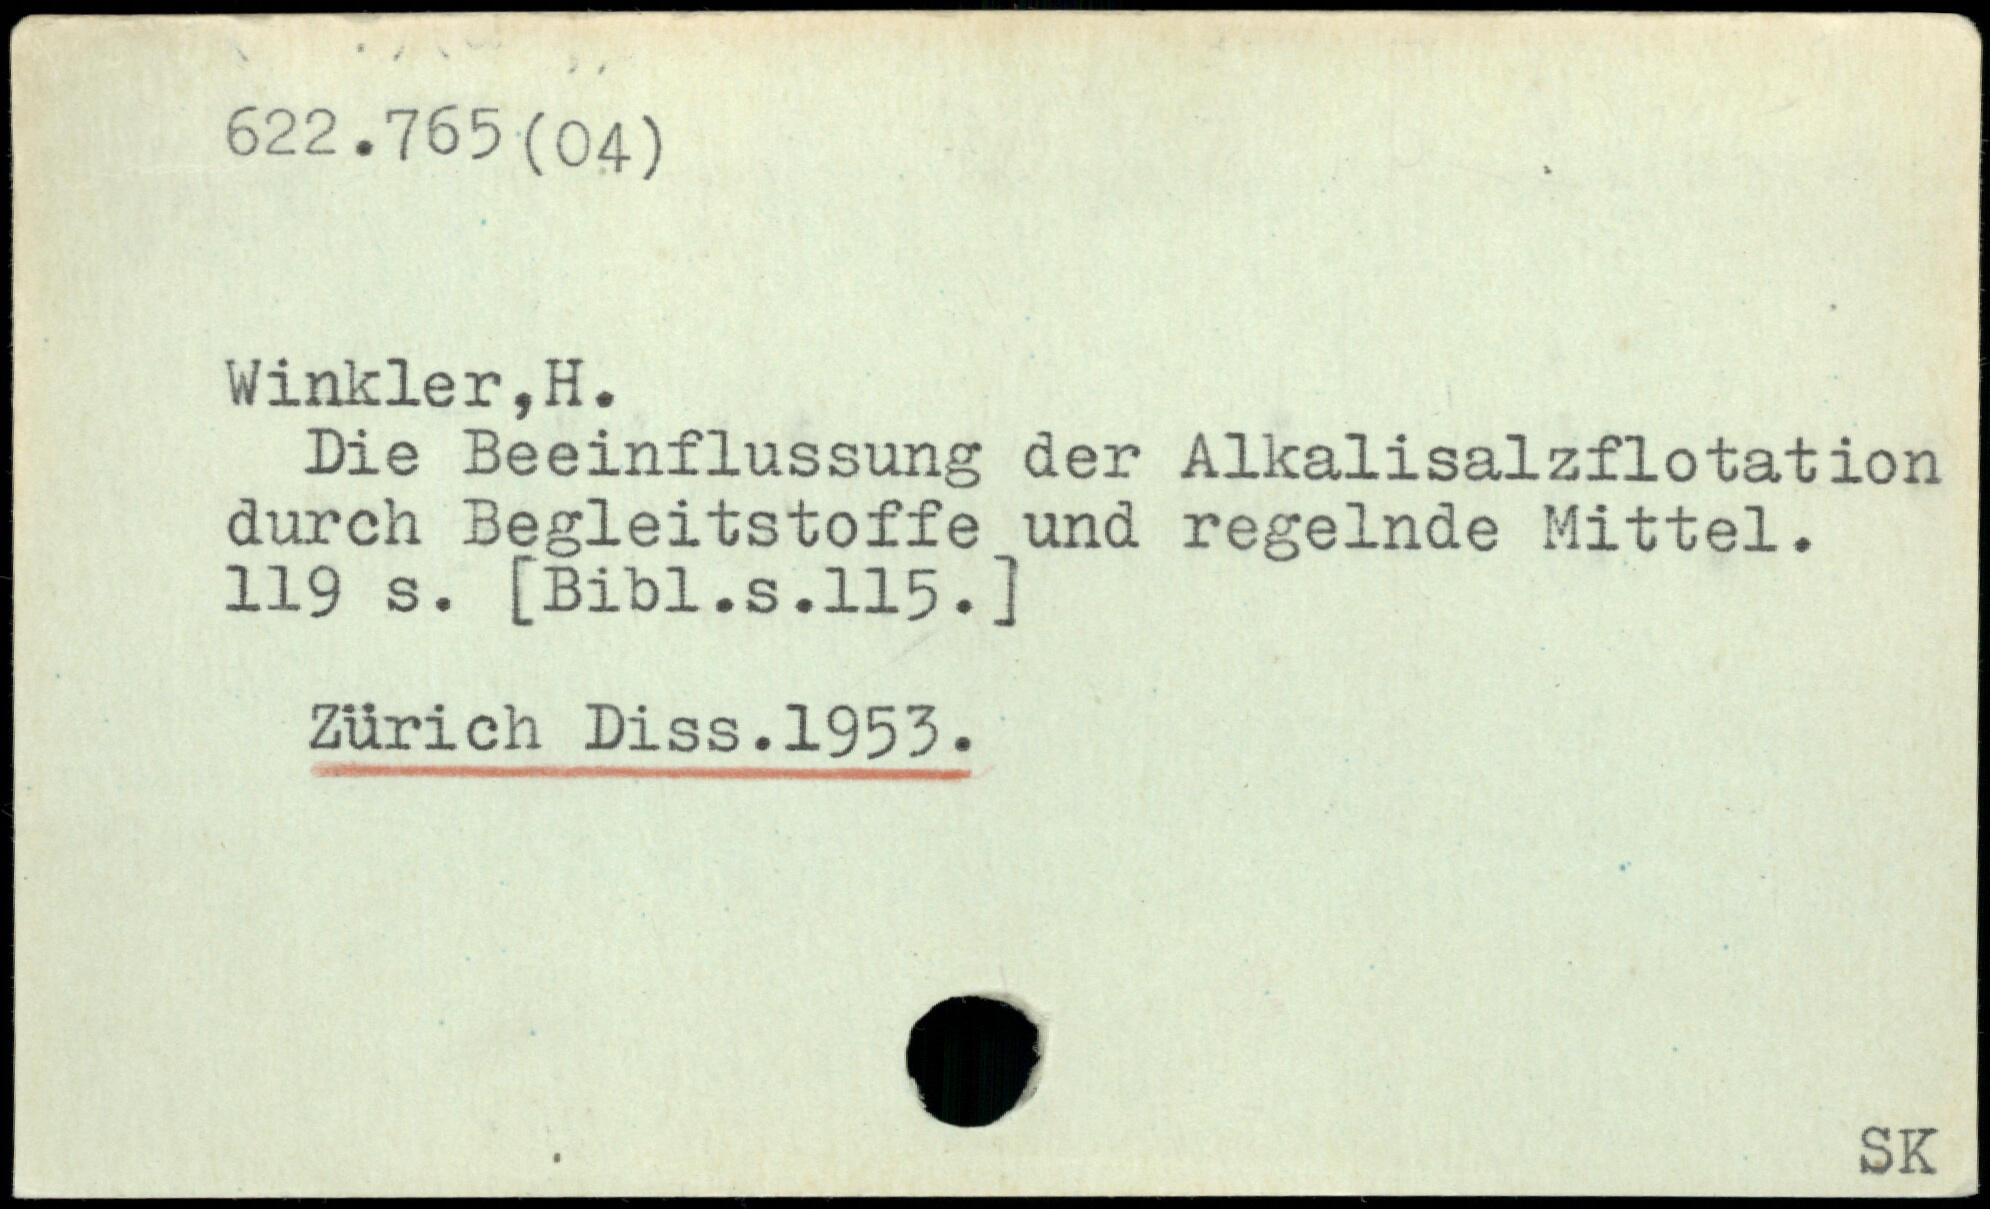 622.765(04)
Winkler,H.
Die Beeinflussung der Alkalisalzflotation
durch Begleitstoffe und regelnde Mittel.
119 s. [Bibl.s.115.]
Zürich Diss.1953.
SK